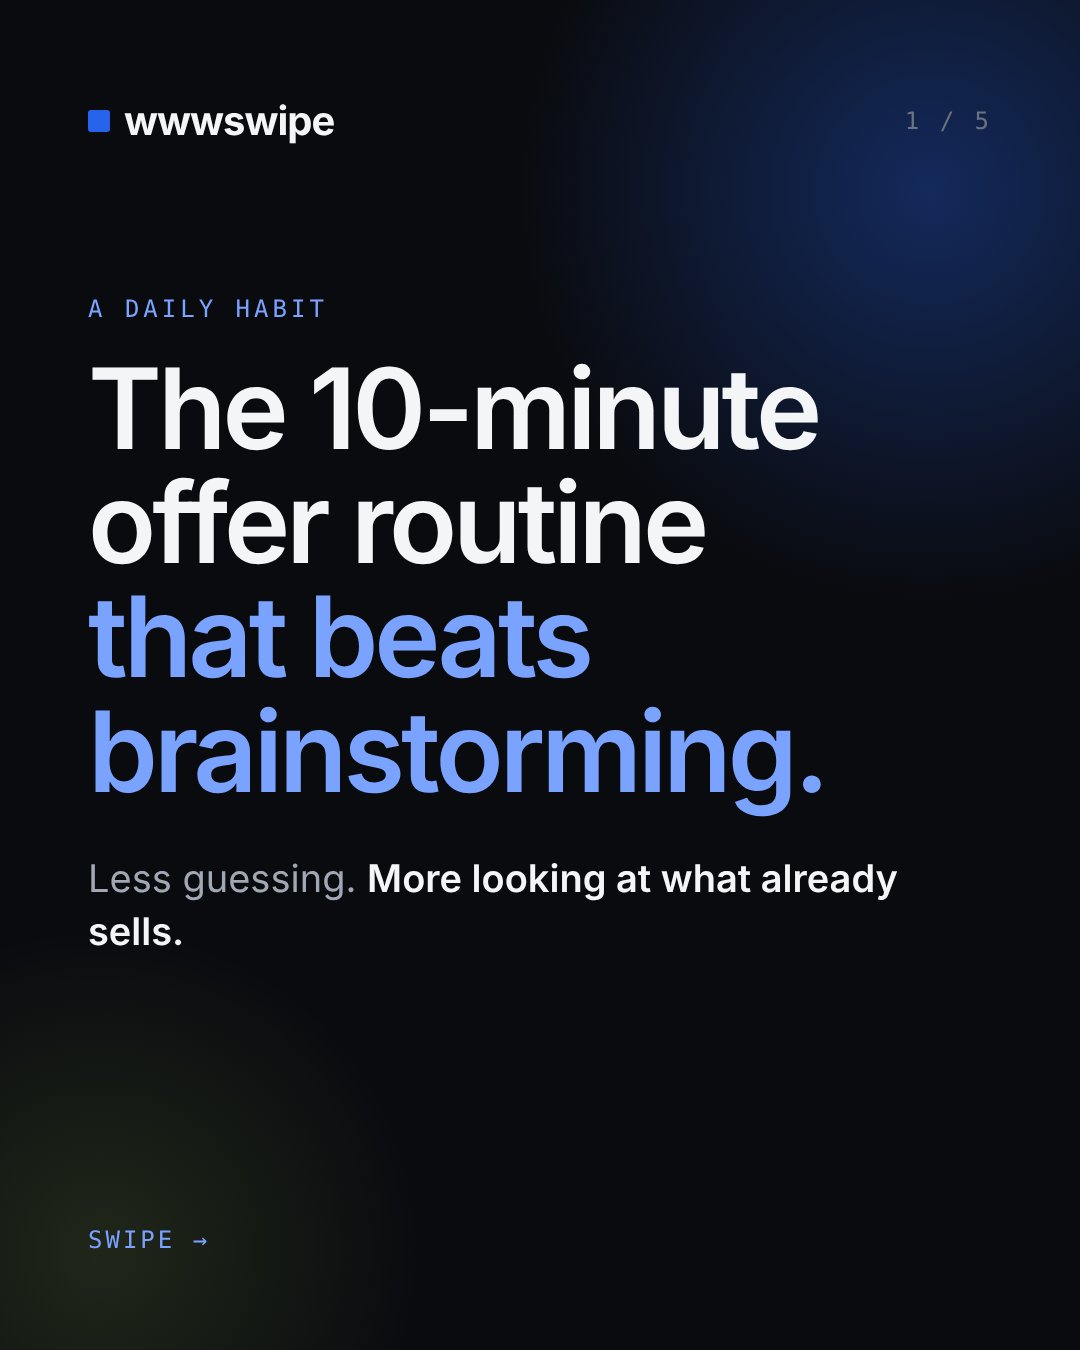 wwwswipe
1 / 5
A DAILY HABIT
The 10-minute
offer routine
that beats
brainstorming.
Less guessing. More looking at what already
sells.
SWIPE →